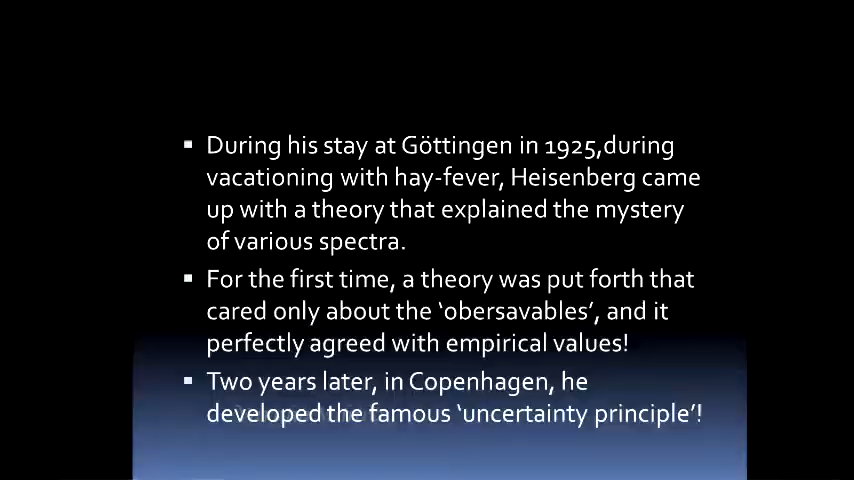 ▪ During his stay at Göttingen in 1925,during
vacationing with hay-fever, Heisenberg came
up with a theory that explained the mystery
of various spectra.
▪ For the first time, a theory was put forth that
cared only about the ‘obersavables’, and it
perfectly agreed with empirical values!
▪ Two years later, in Copenhagen, he
developed the famous ‘uncertainty principle’!